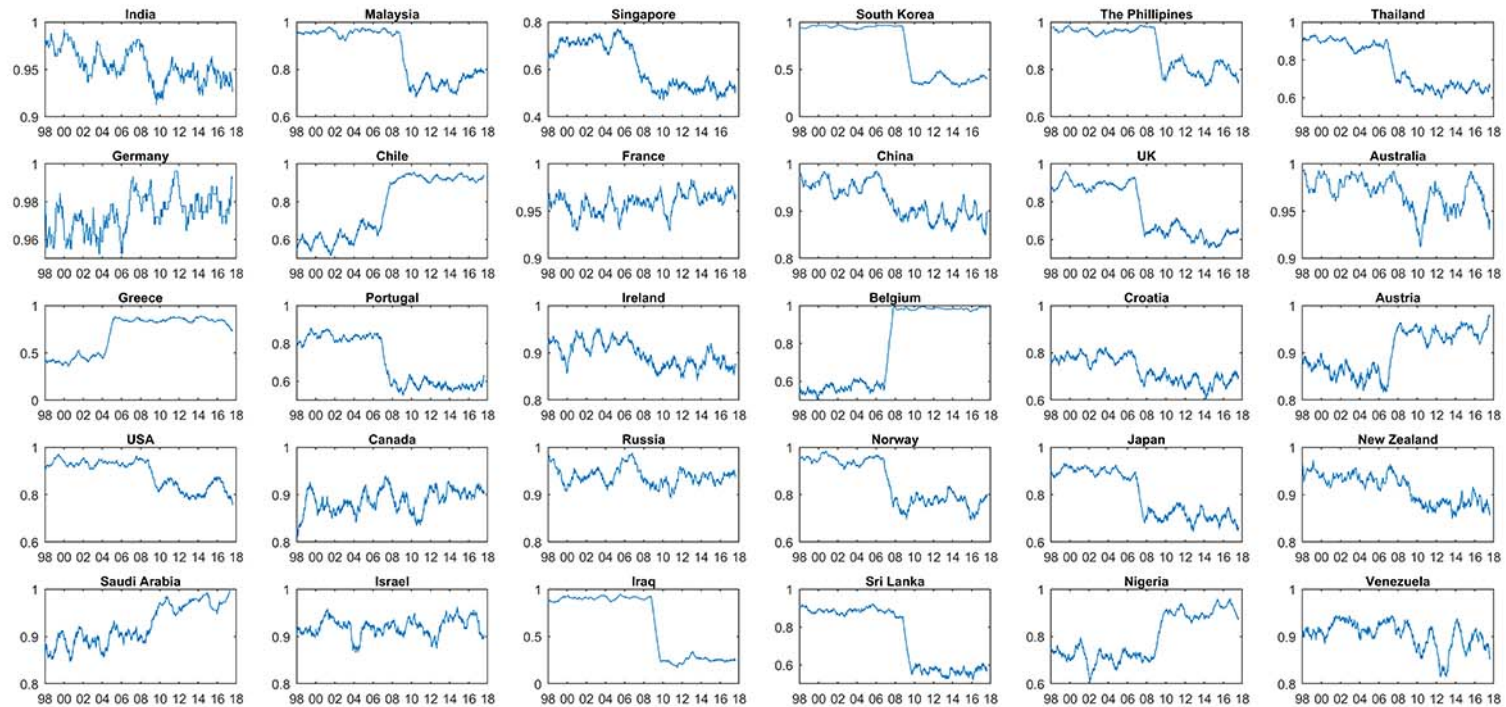 India
1
0.95
0.9
98 00 02 04 06 08 10 12 14 16 18
Malaysia
1
0.8
0.6
98 00 02 04 06 08 10 12 14 16 18
Singapore
0.8
0.6
0.4
98 00 02 04 06 08 10 12 14 16
South Korea
1
0.5
0
98 00 02 04 06 08 10 12 14 16
The Phillipines
1
0.8
0.6
98 00 02 04 06 08 10 12 14 16 18
Thailand
1
0.8
0.6
98 00 02 04 06 08 10 12 14 16 18
Germany
1
0.98
0.96
98 00 02 04 06 08 10 12 14 16 18
Chile
1
0.8
0.6
98 00 02 04 06 08 10 12 14 16 18
France
1
0.95
0.9
98 00 02 04 06 08 10 12 14 16 18
China
1
0.9
0.8
98 00 02 04 06 08 10 12 14 16 18
UK
1
0.8
0.6
98 00 02 04 06 08 10 12 14 16 18
Australia
1
0.95
0.9
98 00 02 04 06 08 10 12 14 16 18
Greece
1
0.5
0
98 00 02 04 06 08 10 12 14 16 18
Portugal
1
0.8
0.6
98 00 02 04 06 08 10 12 14 16 18
Ireland
1
0.9
0.8
98 00 02 04 06 08 10 12 14 16 18
Belgium
1
0.8
0.6
98 00 02 04 06 08 10 12 14 16 18
Croatia
1
0.8
0.6
98 00 02 04 06 08 10 12 14 16 18
Austria
1
0.9
0.8
98 00 02 04 06 08 10 12 14 16 18
USA
1
0.8
0.6
98 00 02 04 06 08 10 12 14 16 18
Canada
1
0.9
0.8
98 00 02 04 06 08 10 12 14 16 18
Russia
1
0.9
0.8
98 00 02 04 06 08 10 12 14 16 18
Norway
1
0.8
0.6
98 00 02 04 06 08 10 12 14 16 18
Japan
1
0.8
0.6
98 00 02 04 06 08 10 12 14 16 18
New Zealand
1
0.9
0.8
98 00 02 04 06 08 10 12 14 16 18
Saudi Arabia
1
0.9
0.8
98 00 02 04 06 08 10 12 14 16 18
Israel
1
0.9
0.8
98 00 02 04 06 08 10 12 14 16 18
Iraq
1
0.5
0
98 00 02 04 06 08 10 12 14 16 18
Sri Lanka
1
0.8
0.6
98 00 02 04 06 08 10 12 14 16 18
Nigeria
1
0.8
0.6
98 00 02 04 06 08 10 12 14 16 18
Venezuela
1
0.9
0.8
98 00 02 04 06 08 10 12 14 16 18